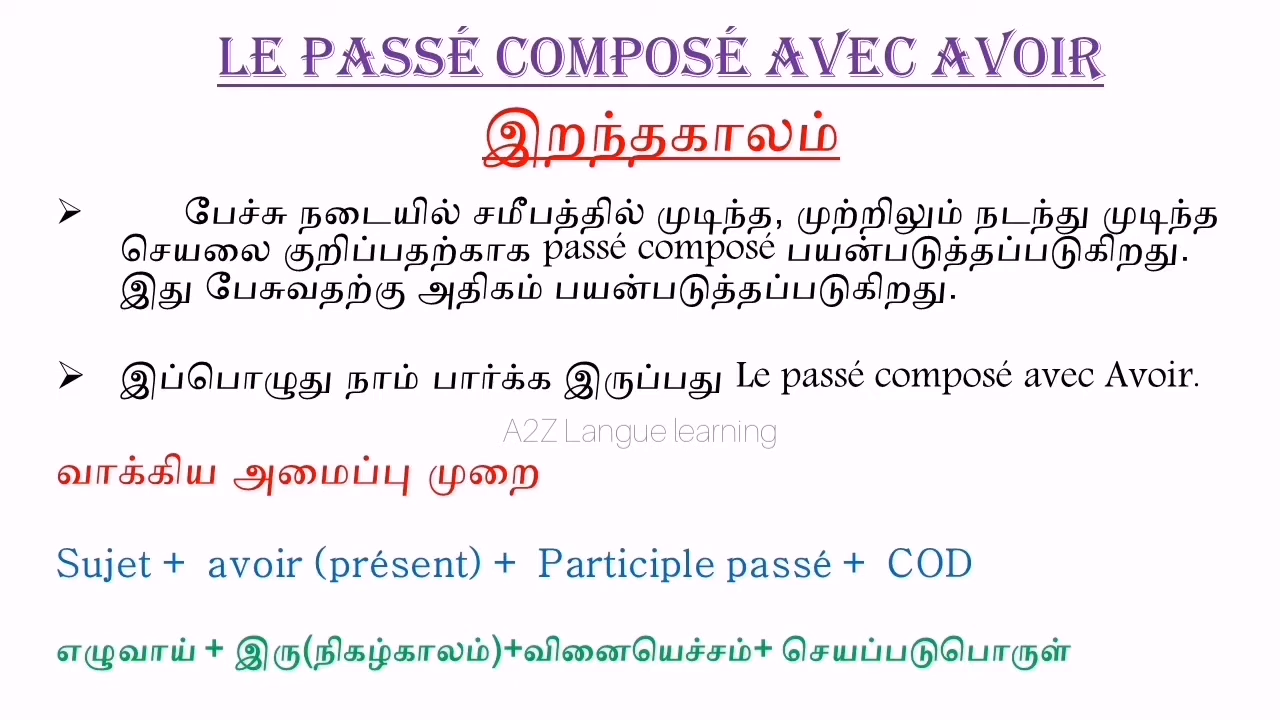 LE PASSÉ COMPOSÉ AVEC AVOIR
இறந்தகாலம்
➢ பேச்சு நடையில் சமீபத்தில் முடிந்த, முற்றிலும் நடந்து முடிந்த
செயலை குறிப்பதற்காக passé composé பயன்படுத்தப்படுகிறது.
இது பேசுவதற்கு அதிகம் பயன்படுத்தப்படுகிறது.
➢ இப்பொழுது நாம் பார்க்க இருப்பது Le passé composé avec Avoir.
A2Z Langue learning
வாக்கிய அமைப்பு முறை
Sujet + avoir (présent) + Participle passé + COD
எழுவாய் + இரு(நிகழ்காலம்)+வினையெச்சம்+ செயப்படுபொருள்